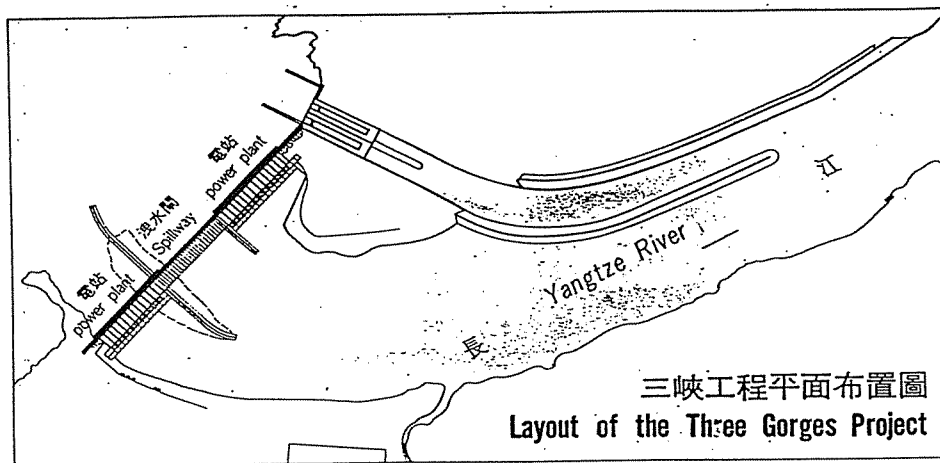 電站
power plant
洩水閘
Spillway
電站
power plant
江
Yangtze River
長
三峽工程平面布置圖
Layout of the Three Gorges Project